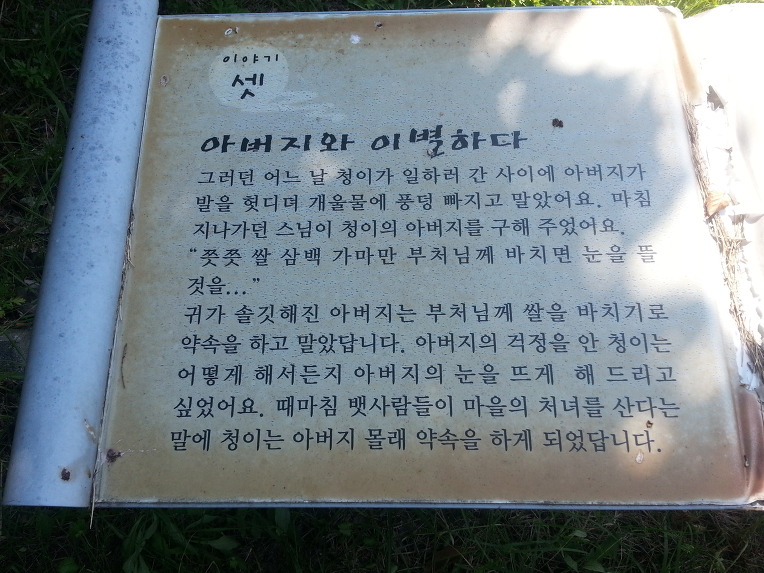 이야기
셋
아버지와 이별하다
그러던 어느 날 청이가 일하러 간 사이에 아버지가
발을 헛디뎌 개울물에 풍덩 빠지고 말았어요. 마침
지나가던 스님이 청이의 아버지를 구해 주었어요.
“쯧쯧 쌀 삼백 가마만 부처님께 바치면 눈을 뜰
것을...”
귀가 솔깃해진 아버지는 부처님께 쌀을 바치기로
약속을 하고 말았답니다. 아버지의 걱정을 안 청이는
어떻게 해서든지 아버지의 눈을 뜨게 해 드리고
싶었어요. 때마침 뱃사람들이 마을의 처녀를 산다는
말에 청이는 아버지 몰래 약속을 하게 되었답니다.